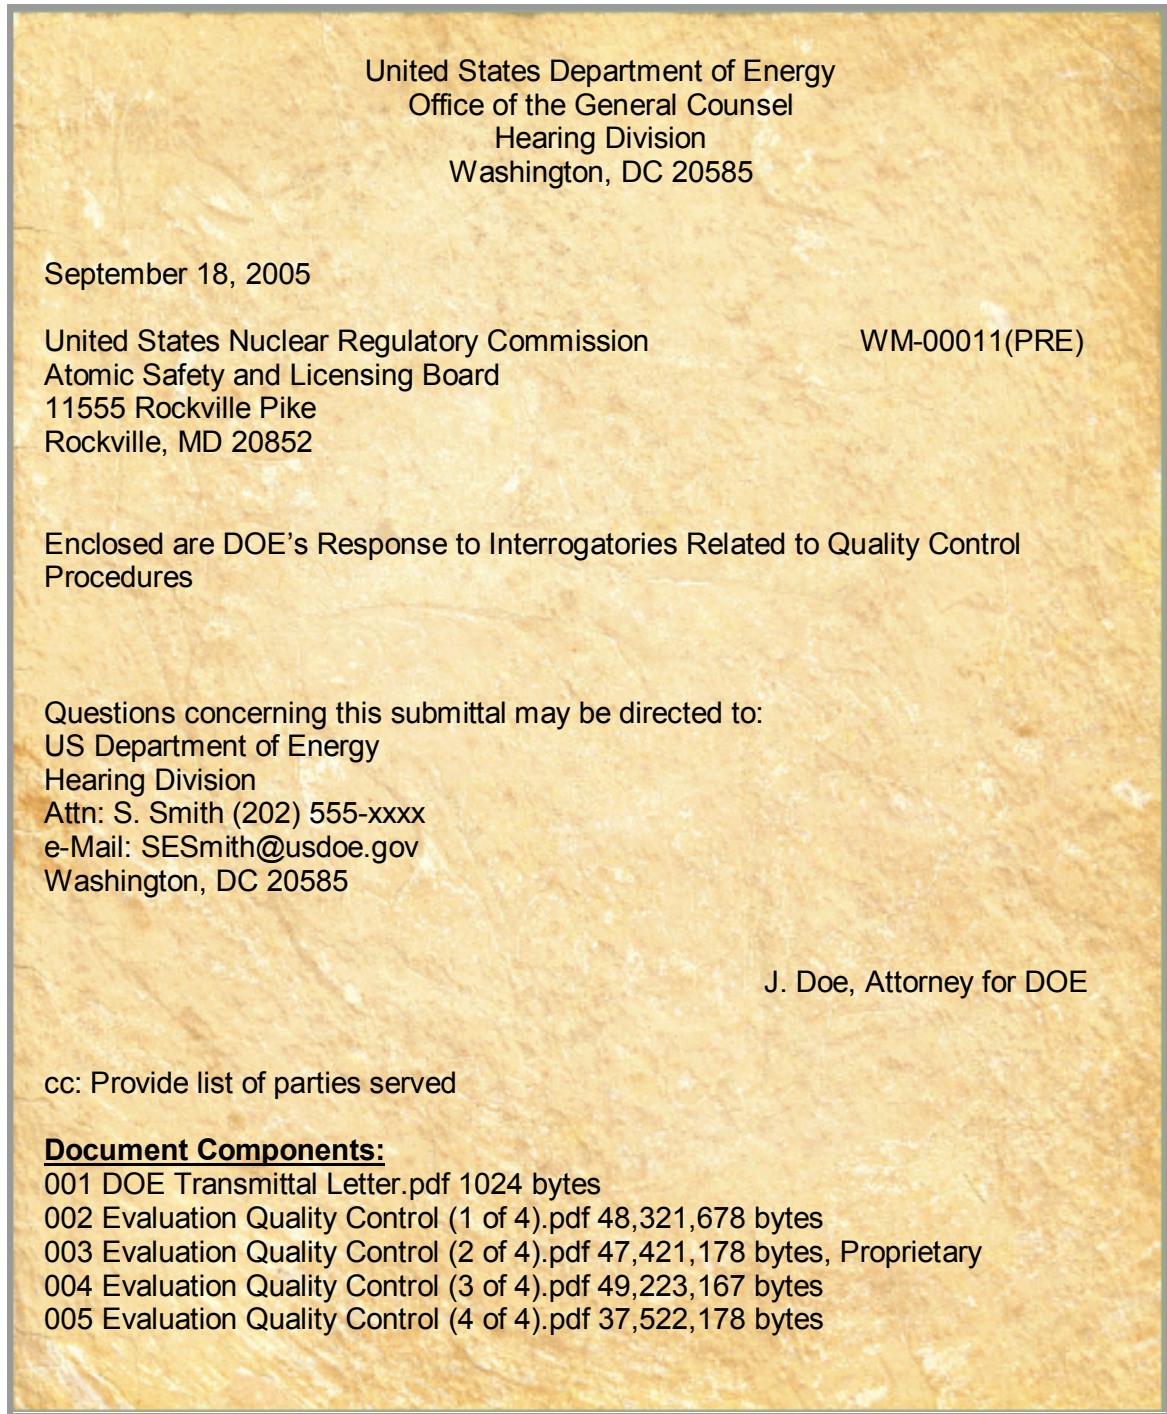 United States Department of Energy
Office of the General Counsel
Hearing Division
Washington, DC 20585
September 18, 2005
United States Nuclear Regulatory Commission WM-00011(PRE)
Atomic Safety and Licensing Board
11555 Rockville Pike
Rockville, MD 20852
Enclosed are DOE’s Response to Interrogatories Related to Quality Control
Procedures
Questions concerning this submittal may be directed to:
US Department of Energy
Hearing Division
Attn: S. Smith (202) 555-xxxx
e-Mail: SESmith@usdoe.gov
Washington, DC 20585
J. Doe, Attorney for DOE
cc: Provide list of parties served
Document Components:
001 DOE Transmittal Letter.pdf 1024 bytes
002 Evaluation Quality Control (1 of 4).pdf 48,321,678 bytes
003 Evaluation Quality Control (2 of 4).pdf 47,421,178 bytes, Proprietary
004 Evaluation Quality Control (3 of 4).pdf 49,223,167 bytes
005 Evaluation Quality Control (4 of 4).pdf 37,522,178 bytes